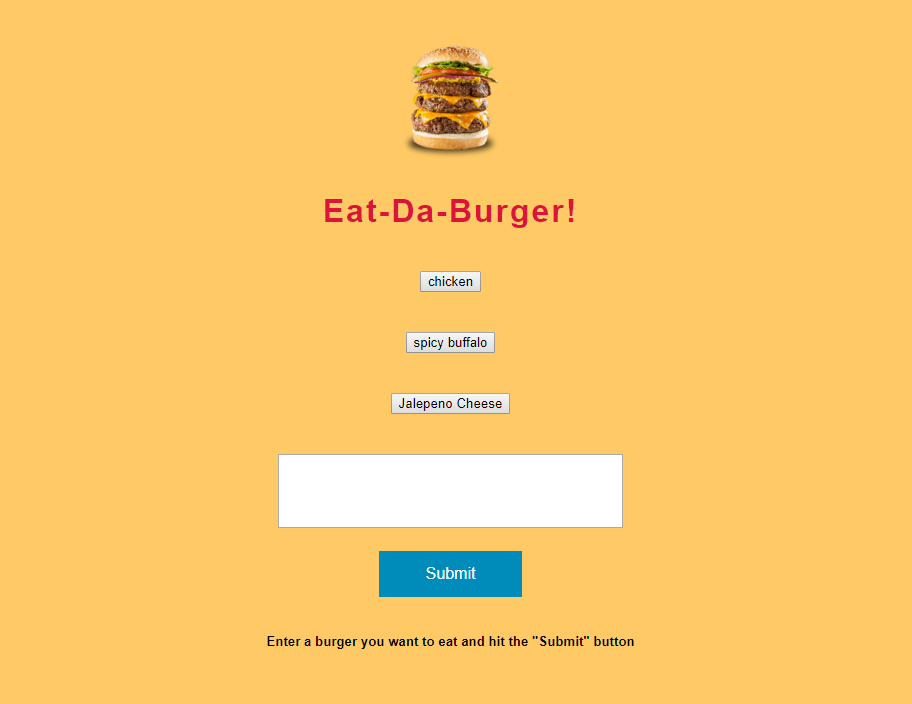 Eat-Da-Burger!
chicken
spicy buffalo
Jalepeno Cheese
Submit
Enter a burger you want to eat and hit the "Submit" button